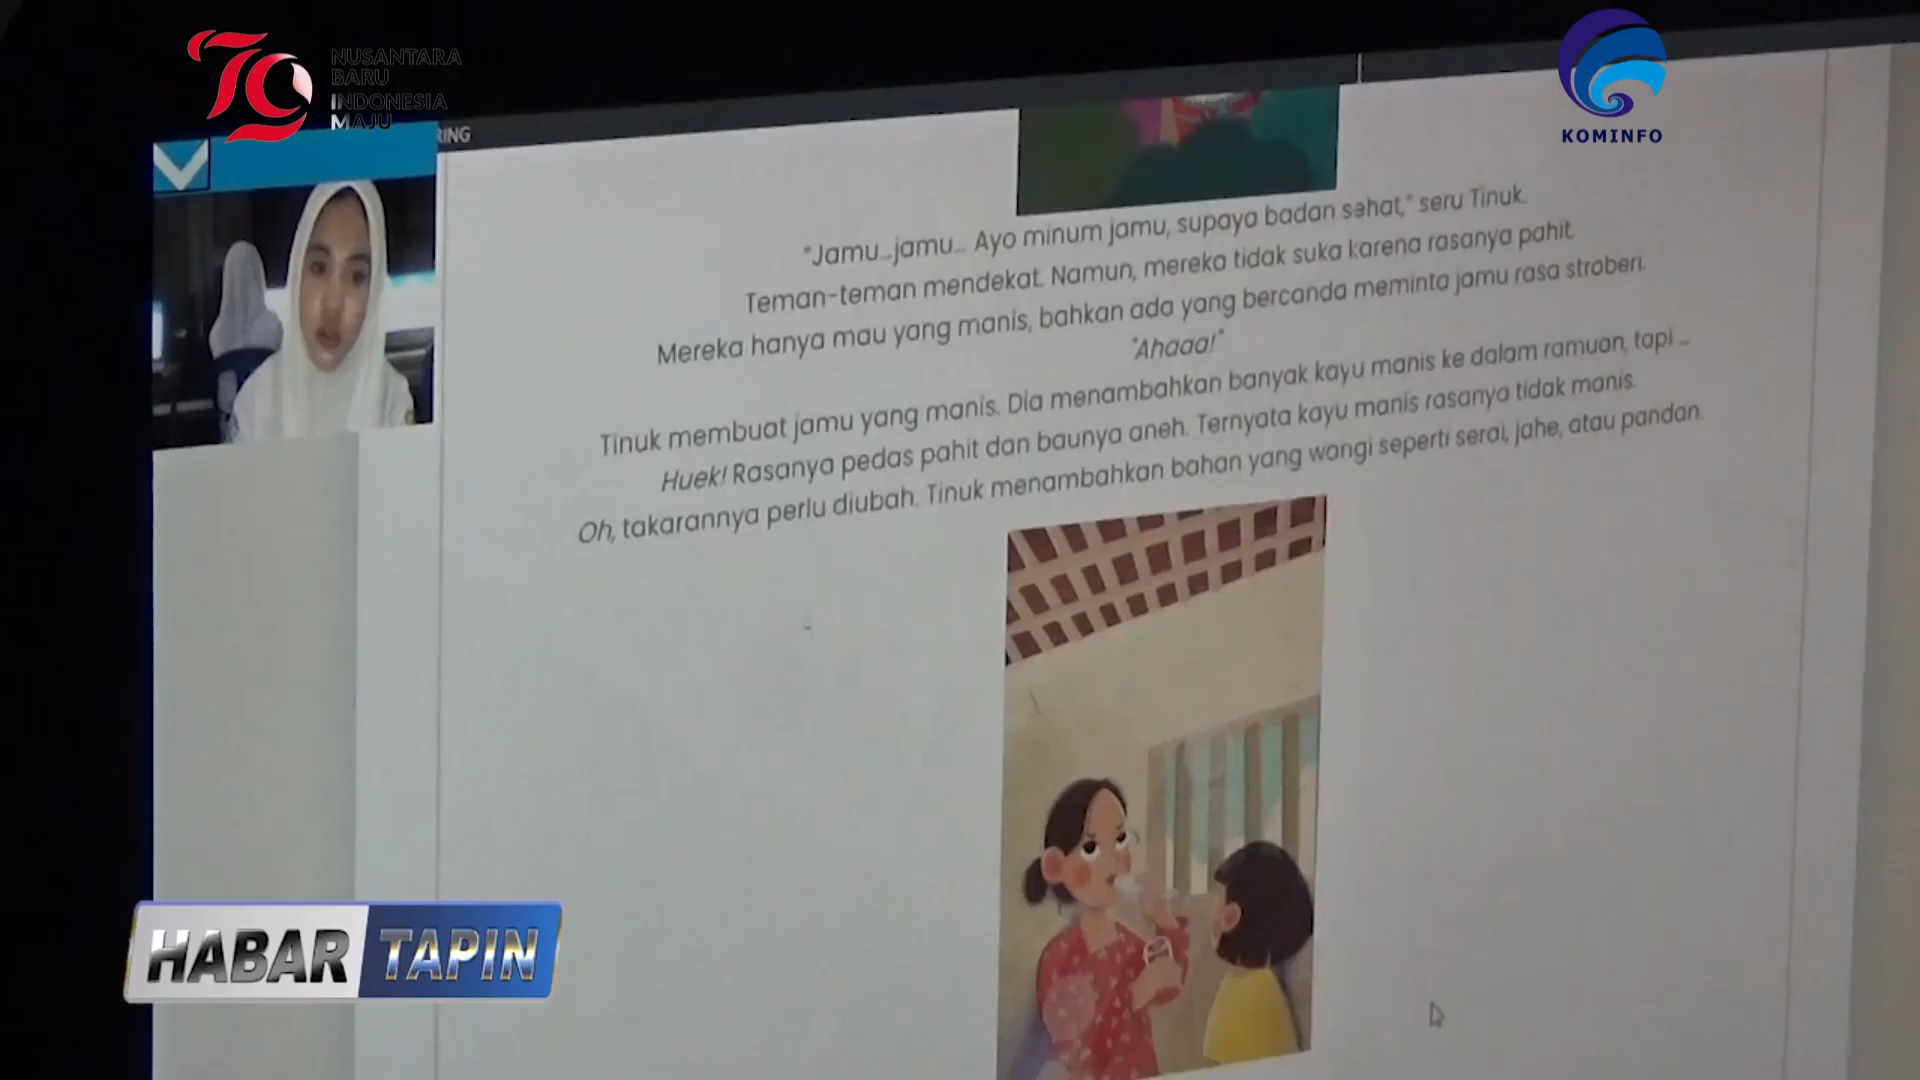 NUSANTARA
BARU
INDONESIA
MAJU
KOMINFO
RING
"Jamu...jamu... Ayo minum jamu, supaya badan sehat," seru Tinuk.
Teman-teman mendekat. Namun, mereka tidak suka karena rasanya pahit.
Mereka hanya mau yang manis, bahkan ada yang bercanda meminta jamu rasa stroberi.
"Ahaaa!"
Tinuk membuat jamu yang manis. Dia menambahkan banyak kayu manis ke dalam ramuan, tapi ...
Huek! Rasanya pedas pahit dan baunya aneh. Ternyata kayu manis rasanya tidak manis.
Oh, takarannya perlu diubah. Tinuk menambahkan bahan yang wangi seperti serai, jahe, atau pandan.
HABAR TAPIN